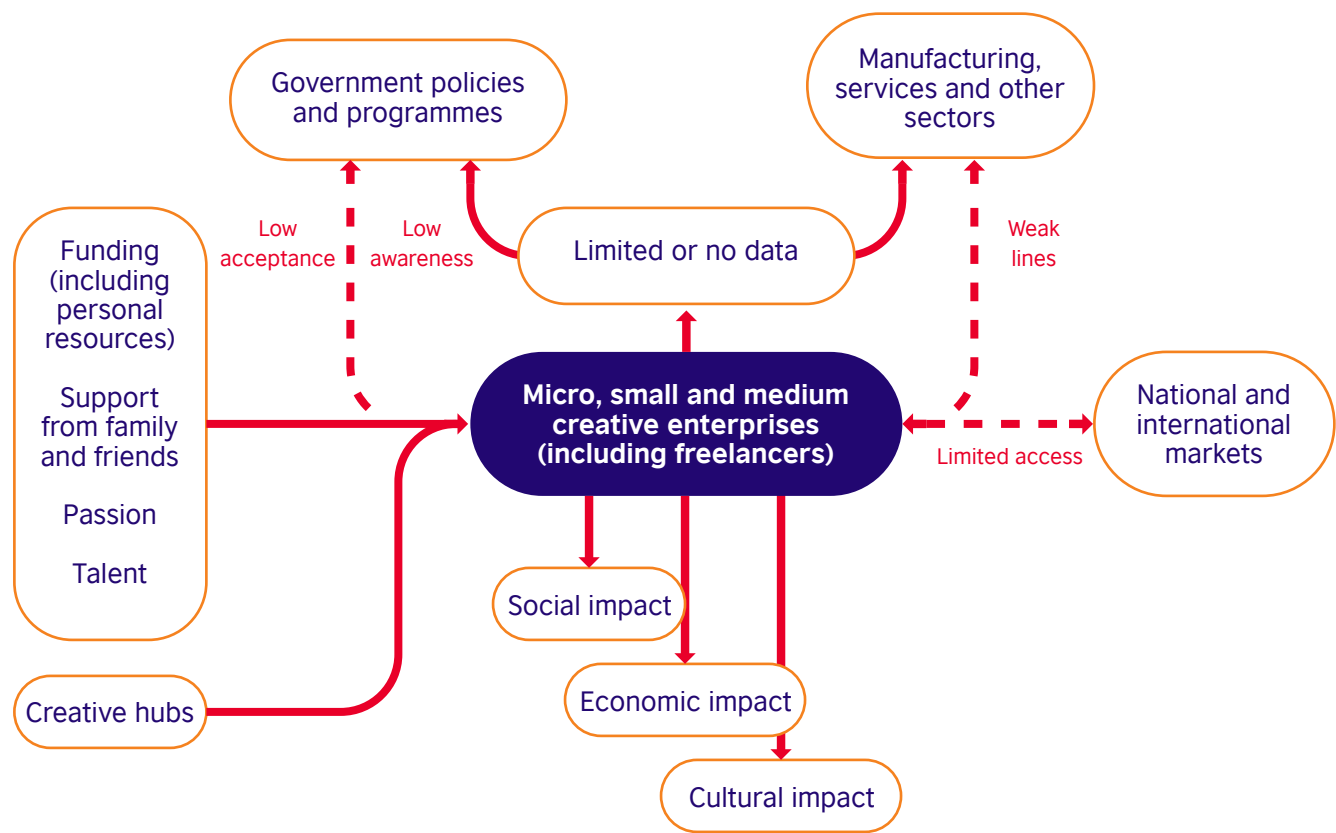 Government policies
and programmes
Manufacturing,
services and other
sectors
Low
acceptance
Low
awareness
Limited or no data
Weak
lines
Funding
(including
personal
resources)
Support
from family
and friends
Passion
Talent
Micro, small and medium
creative enterprises
(including freelancers)
National and
international
markets
Limited access
Social impact
Creative hubs
Economic impact
Cultural impact